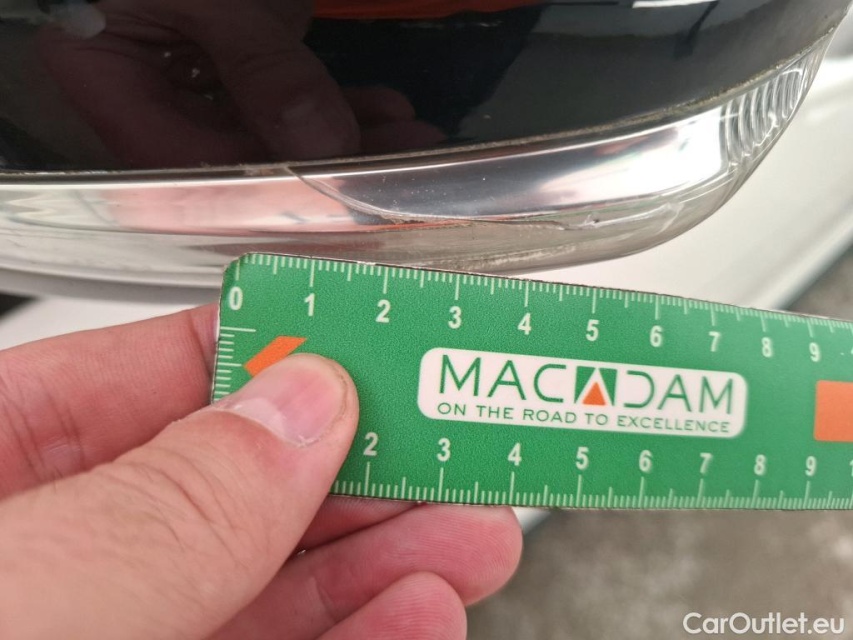 0 1 2 3 4 5 6 7 8 9
MACADAM
ON THE ROAD TO EXCELLENCE
2 3 4 5 6 7 8 9 1
CarOutlet.eu